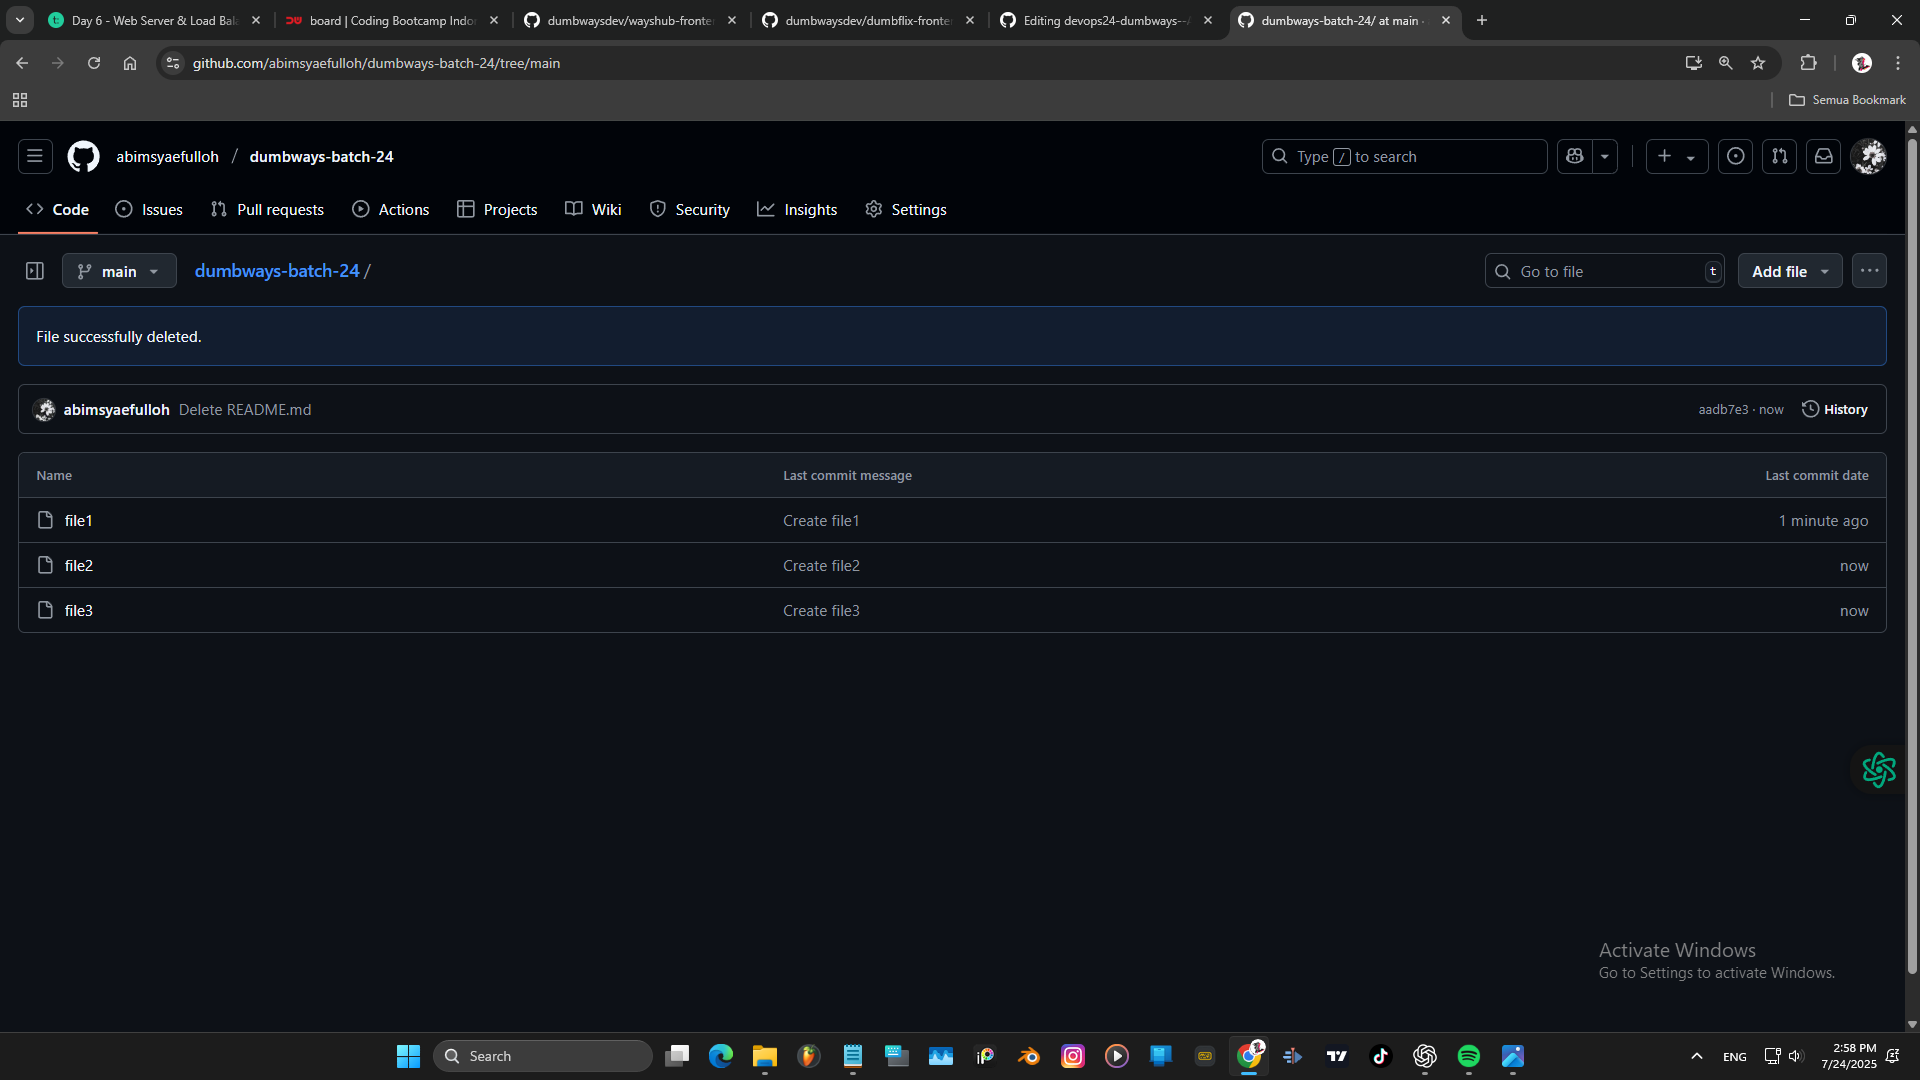 Day 6 - Web Server & Load Bala
board | Coding Bootcamp Indon
dumbwaysdev/wayshub-fronte
dumbwaysdev/dumbflix-fronte
Editing devops24-dumbways--/
dumbways-batch-24/ at main ·
github.com/abimsyaefulloh/dumbways-batch-24/tree/main
Semua Bookmark
abimsyaefulloh / dumbways-batch-24
Type / to search
Code Issues Pull requests Actions Projects Wiki Security Insights Settings
main dumbways-batch-24 /
Go to file t
Add file
File successfully deleted.
abimsyaefulloh Delete README.md
aadb7e3 · now History
Name Last commit message Last commit date
file1 Create file1 1 minute ago
file2 Create file2 now
file3 Create file3 now
Activate Windows
Go to Settings to activate Windows.
Search
ENG
2:58 PM
7/24/2025